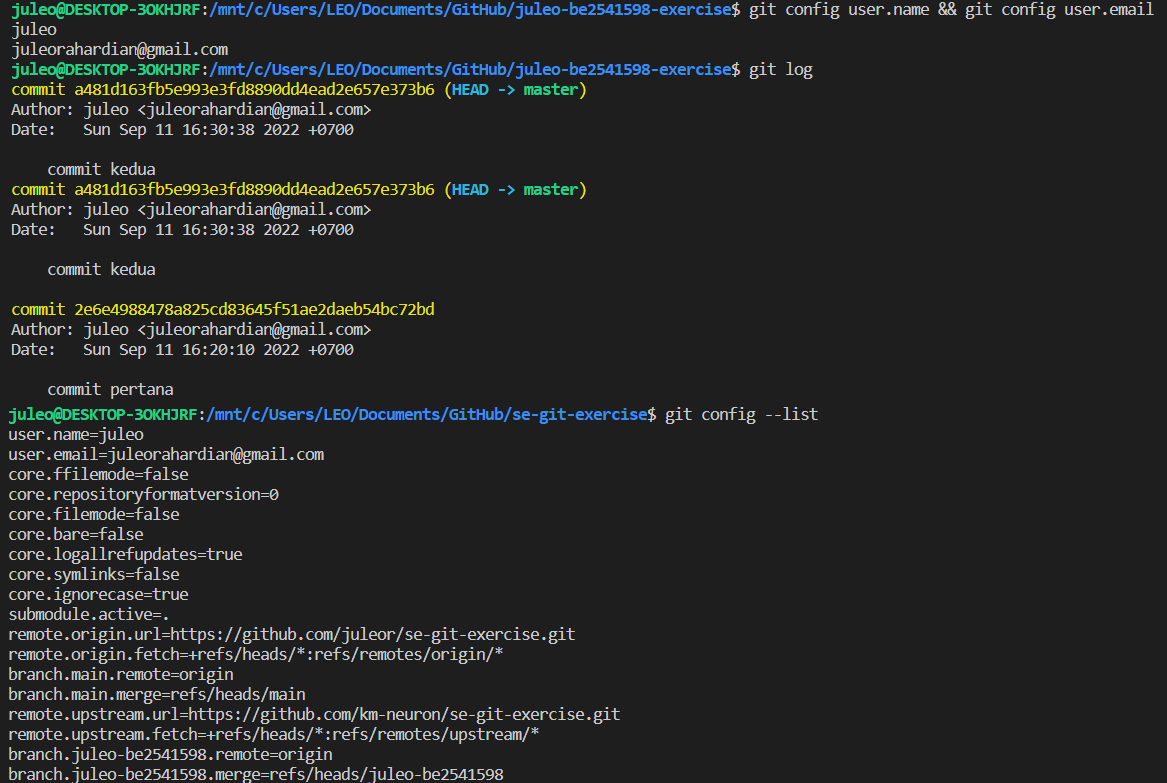 juleo@DESKTOP-3OKHJRF:/mnt/c/Users/LEO/Documents/GitHub/juleo-be2541598-exercise$ git config user.name && git config user.email
juleo
juleorahardian@gmail.com
juleo@DESKTOP-3OKHJRF:/mnt/c/Users/LEO/Documents/GitHub/juleo-be2541598-exercise$ git log
commit a481d163fb5e993e3fd8890dd4ead2e657e373b6 (HEAD -> master)
Author: juleo <juleorahardian@gmail.com>
Date:   Sun Sep 11 16:30:38 2022 +0700
    commit kedua
commit a481d163fb5e993e3fd8890dd4ead2e657e373b6 (HEAD -> master)
Author: juleo <juleorahardian@gmail.com>
Date:   Sun Sep 11 16:30:38 2022 +0700
    commit kedua
commit 2e6e4988478a825cd83645f51ae2daeb54bc72bd
Author: juleo <juleorahardian@gmail.com>
Date:   Sun Sep 11 16:20:10 2022 +0700
    commit pertana
juleo@DESKTOP-3OKHJRF:/mnt/c/Users/LEO/Documents/GitHub/se-git-exercise$ git config --list
user.name=juleo
user.email=juleorahardian@gmail.com
core.ffilemode=false
core.repositoryformatversion=0
core.filemode=false
core.bare=false
core.logallrefupdates=true
core.symlinks=false
core.ignorecase=true
submodule.active=.
remote.origin.url=https://github.com/juleor/se-git-exercise.git
remote.origin.fetch=+refs/heads/*:refs/remotes/origin/*
branch.main.remote=origin
branch.main.merge=refs/heads/main
remote.upstream.url=https://github.com/km-neuron/se-git-exercise.git
remote.upstream.fetch=+refs/heads/*:refs/remotes/upstream/*
branch.juleo-be2541598.remote=origin
branch.juleo-be2541598.merge=refs/heads/juleo-be2541598